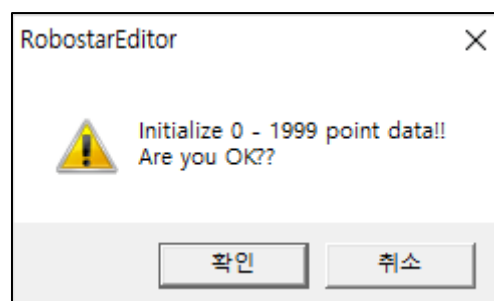 RobostarEditor
Initialize 0 - 1999 point data!!
Are you OK??
확인
취소